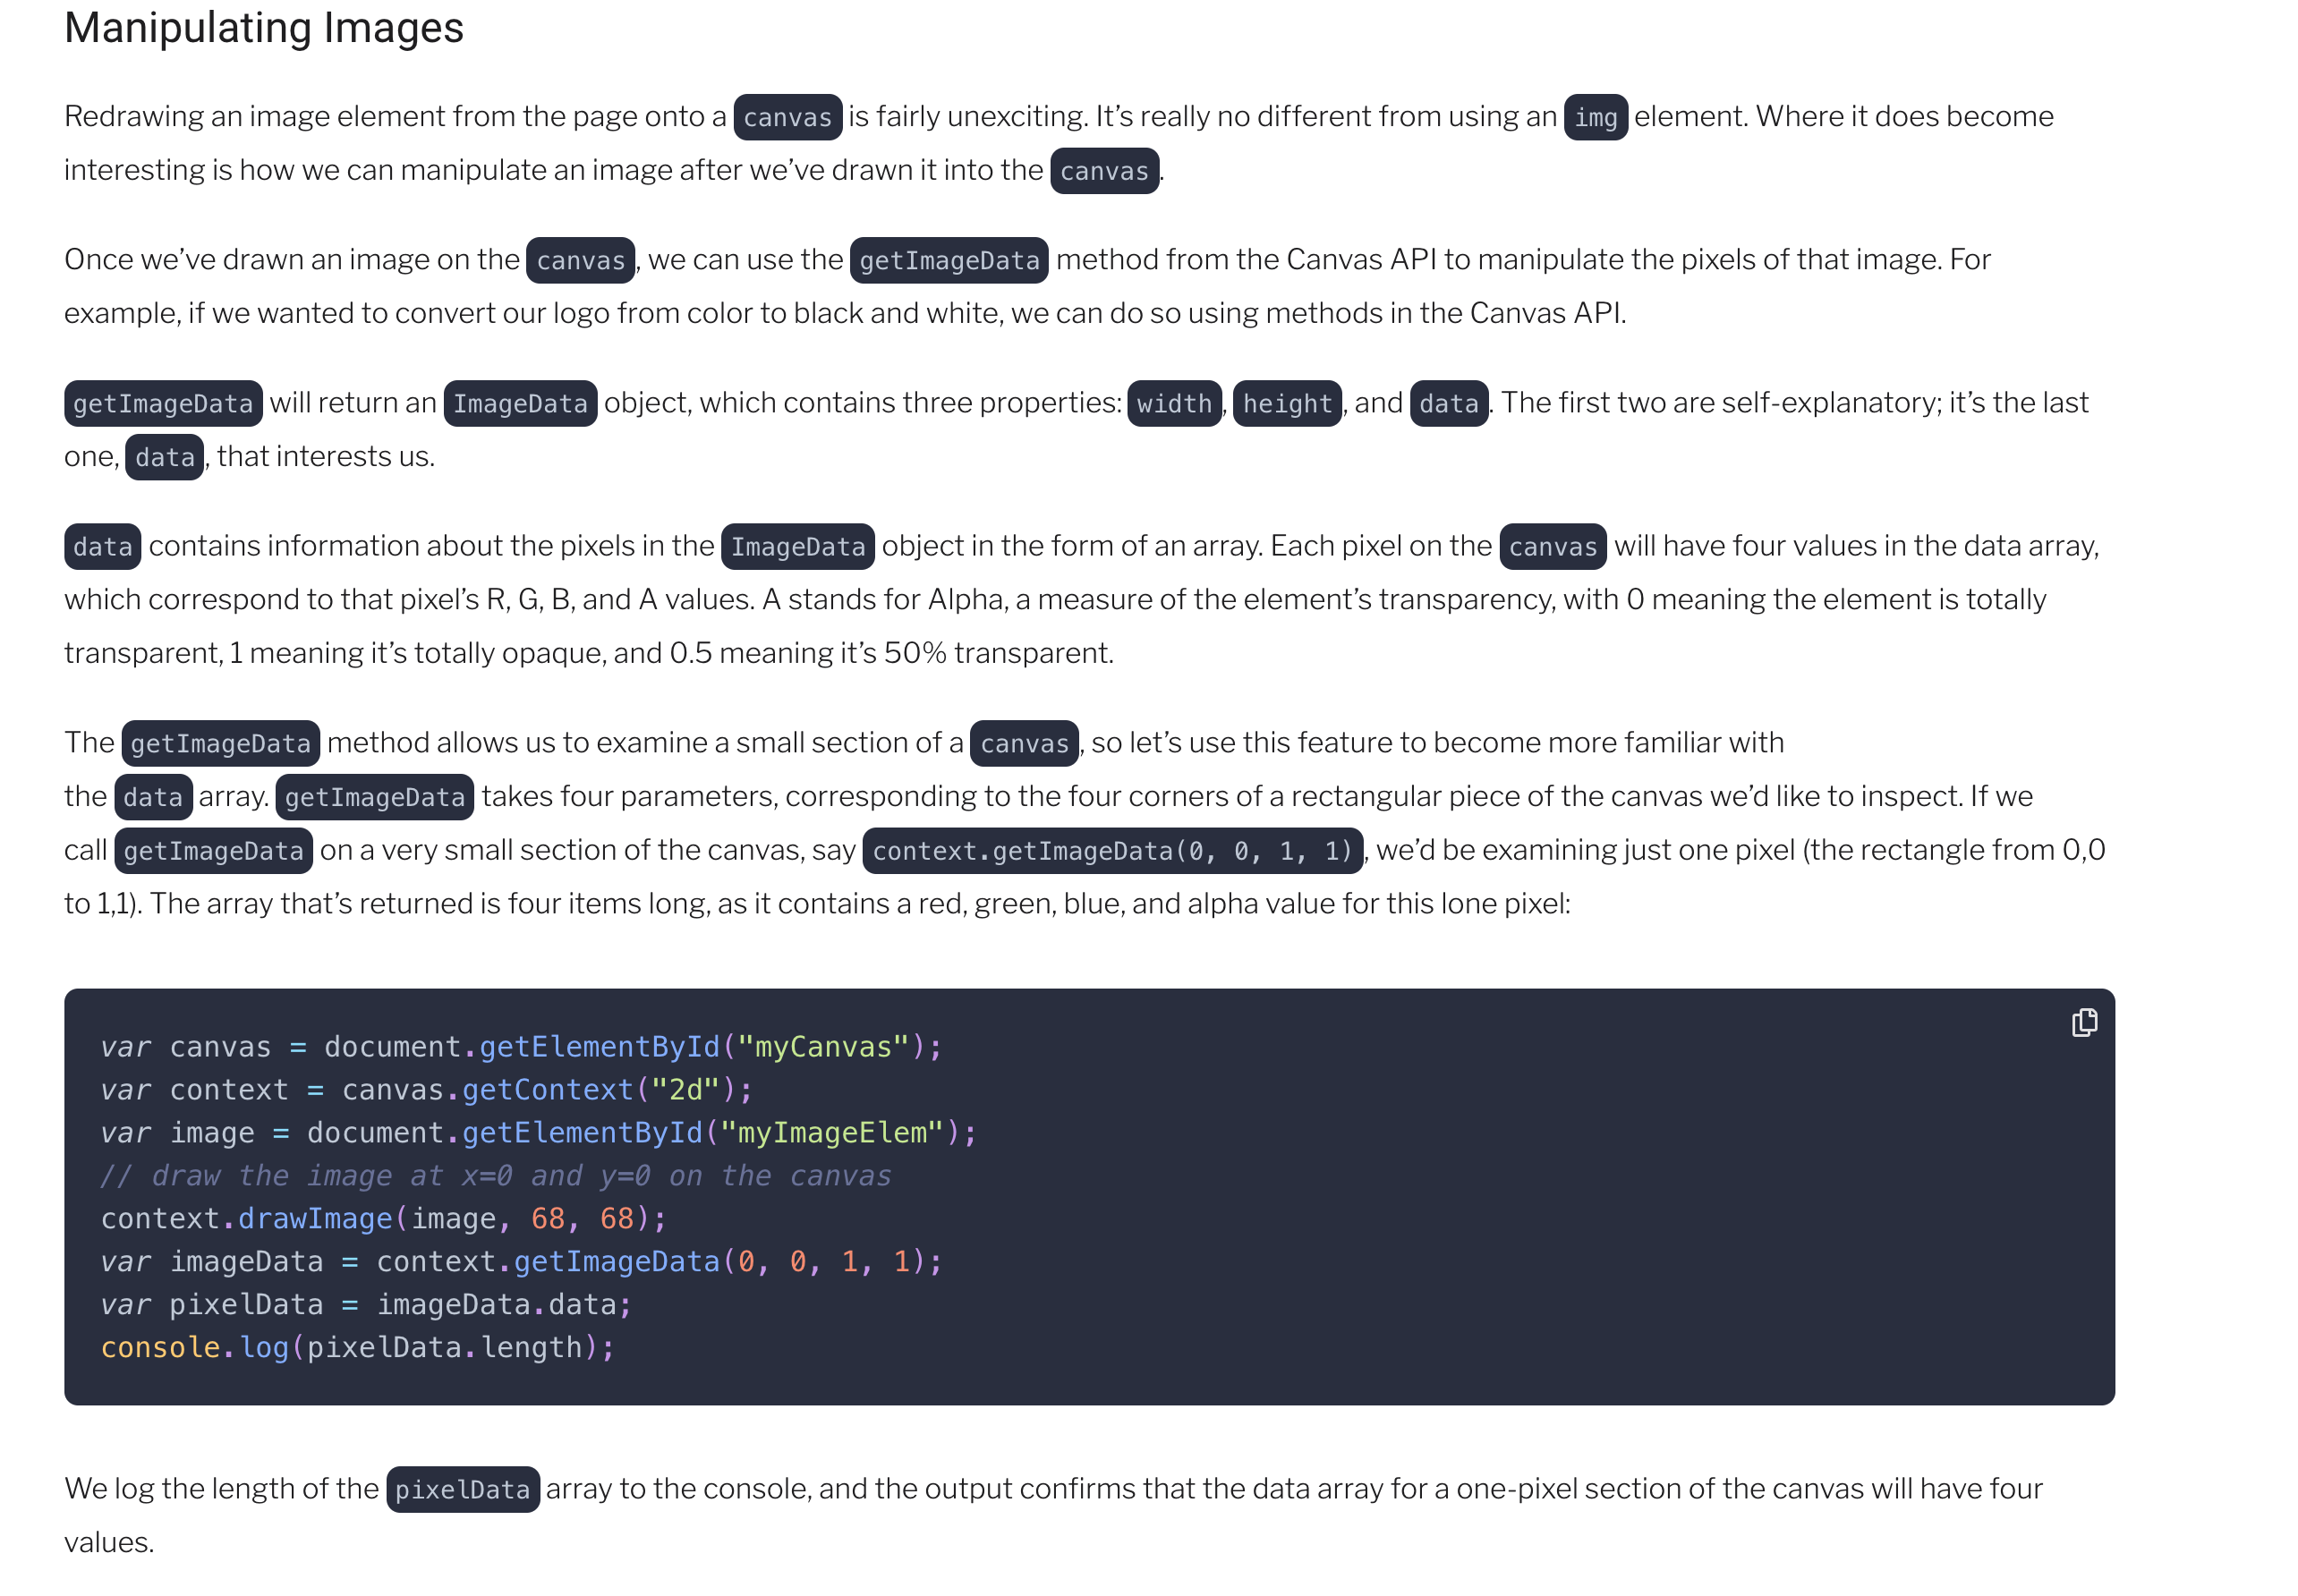 Manipulating Images
Redrawing an image element from the page onto a canvas is fairly unexciting. It’s really no different from using an img element. Where it does become
interesting is how we can manipulate an image after we’ve drawn it into the canvas.
Once we’ve drawn an image on the canvas, we can use the getImageData method from the Canvas API to manipulate the pixels of that image. For
example, if we wanted to convert our logo from color to black and white, we can do so using methods in the Canvas API.
getImageData will return an ImageData object, which contains three properties: width, height, and data. The first two are self-explanatory; it’s the last
one, data, that interests us.
data contains information about the pixels in the ImageData object in the form of an array. Each pixel on the canvas will have four values in the data array,
which correspond to that pixel’s R, G, B, and A values. A stands for Alpha, a measure of the element’s transparency, with 0 meaning the element is totally
transparent, 1 meaning it’s totally opaque, and 0.5 meaning it’s 50% transparent.
The getImageData method allows us to examine a small section of a canvas, so let’s use this feature to become more familiar with
the data array. getImageData takes four parameters, corresponding to the four corners of a rectangular piece of the canvas we’d like to inspect. If we
call getImageData on a very small section of the canvas, say context.getImageData(0, 0, 1, 1), we’d be examining just one pixel (the rectangle from 0,0
to 1,1). The array that’s returned is four items long, as it contains a red, green, blue, and alpha value for this lone pixel:
var canvas = document.getElementById("myCanvas");
var context = canvas.getContext("2d");
var image = document.getElementById("myImageElem");
// draw the image at x=0 and y=0 on the canvas
context.drawImage(image, 68, 68);
var imageData = context.getImageData(0, 0, 1, 1);
var pixelData = imageData.data;
console.log(pixelData.length);
We log the length of the pixelData array to the console, and the output confirms that the data array for a one-pixel section of the canvas will have four
values.